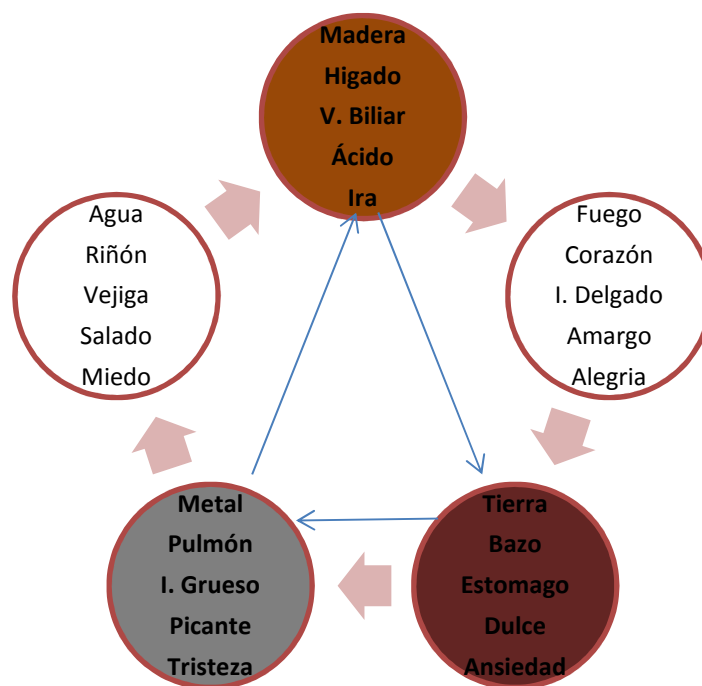 Madera
Higado
V. Biliar
Ácido
Ira
Agua
Riñón
Vejiga
Salado
Miedo
Fuego
Corazón
I. Delgado
Amargo
Alegria
Metal
Pulmón
I. Grueso
Picante
Tristeza
Tierra
Bazo
Estomago
Dulce
Ansiedad